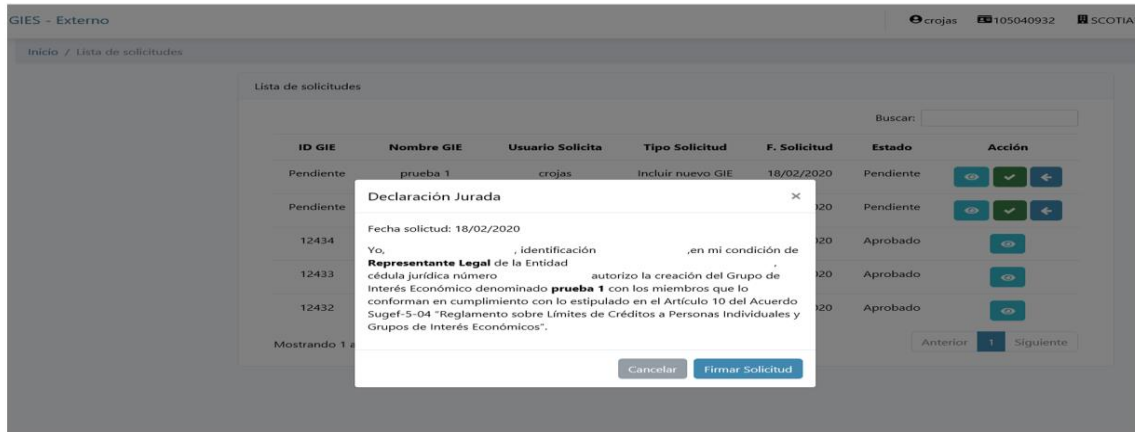 GIES - Externo
crojas 105040932 SCOTIA
Inicio / Lista de solicitudes
Lista de solicitudes
Buscar:
ID GIE Nombre GIE Usuario Solicita Tipo Solicitud F. Solicitud Estado Acción
Pendiente prueba 1 crojas Incluir nuevo GIE 18/02/2020 Pendiente
Declaración Jurada ×
Pendiente 020 Pendiente
Fecha solictud: 18/02/2020
12434 020 Aprobado
Yo, , identificación ,en mi condición de
Representante Legal de la Entidad ,
12433 020 Aprobado
cédula jurídica número autorizo la creación del Grupo de
Interés Económico denominado prueba 1 con los miembros que lo
12432 020 Aprobado
conforman en cumplimiento con lo estipulado en el Artículo 10 del Acuerdo
Sugef-5-04 "Reglamento sobre Límites de Créditos a Personas Individuales y
Grupos de Interés Económicos".
Mostrando 1 a Anterior 1 Siguiente
Cancelar Firmar Solicitud